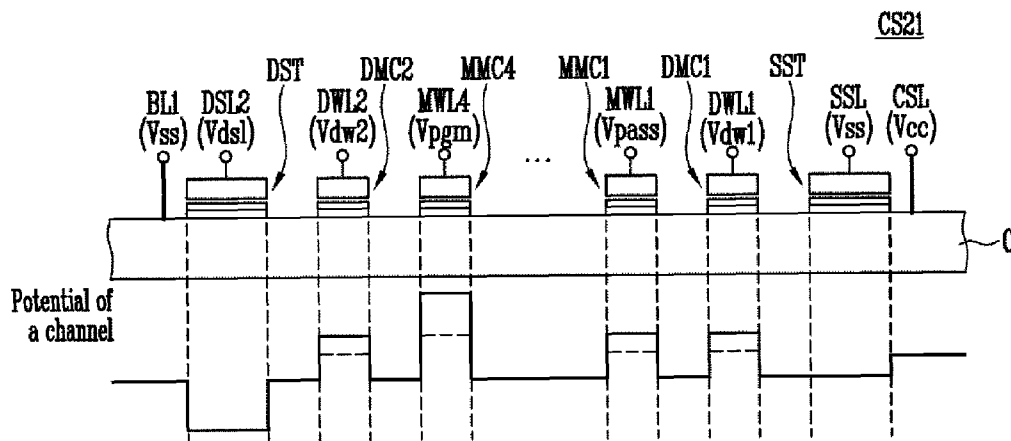 CS21
DST DMC2 MMC4 MMC1 DMC1 SST
BL1 DSL2 DWL2 MWL4 MWL1 DWL1 SSL CSL
(Vss) (Vdsl) (Vdw2) (Vpgm) (Vpass) (Vdw1) (Vss) (Vcc)
...
C
Potential of
a channel